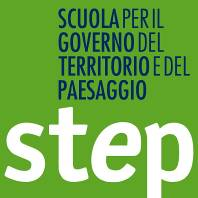 SCUOLA PER IL
GOVERNO DEL
TERRITORIO E DEL
PAESAGGIO
step